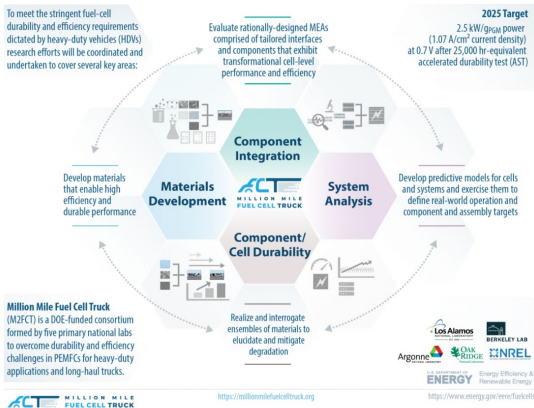 To meet the stringent fuel-cell
durability and efficiency requirements
dictated by heavy-duty vehicles (HDVs)
research efforts will be coordinated and
undertaken to cover several key areas:
Evaluate rationally-designed MEAs
comprised of tailored interfaces
and components that exhibit
transformational cell-level
performance and efficiency
2025 Target
2.5 kW/gPGM power
(1.07 A/cm² current density)
at 0.7 V after 25,000 hr-equivalent
accelerated durability test (AST)
Component
Integration
Develop materials
that enable high
efficiency and
durable performance
Materials
Development
FCT
MILLION MILE
FUEL CELL TRUCK
System
Analysis
Develop predictive models for cells
and systems and exercise them to
define real-world operation and
component and assembly targets
Component/
Cell Durability
Million Mile Fuel Cell Truck
(M2FCT) is a DOE-funded consortium
formed by five primary national labs
to overcome durability and efficiency
challenges in PEMFCs for heavy-duty
applications and long-haul trucks.
Realize and interrogate
ensembles of materials to
elucidate and mitigate
degradation
Los Alamos
NATIONAL LABORATORY
BERKELEY LAB
Argonne
NATIONAL LABORATORY
OAK
RIDGE
National Laboratory
NREL
U.S. DEPARTMENT OF
ENERGY
Energy Efficiency &
Renewable Energy
FCT
MILLION MILE
FUEL CELL TRUCK
https://millionmilefuelcelltruck.org
https://www.energy.gov/eere/fuelcells